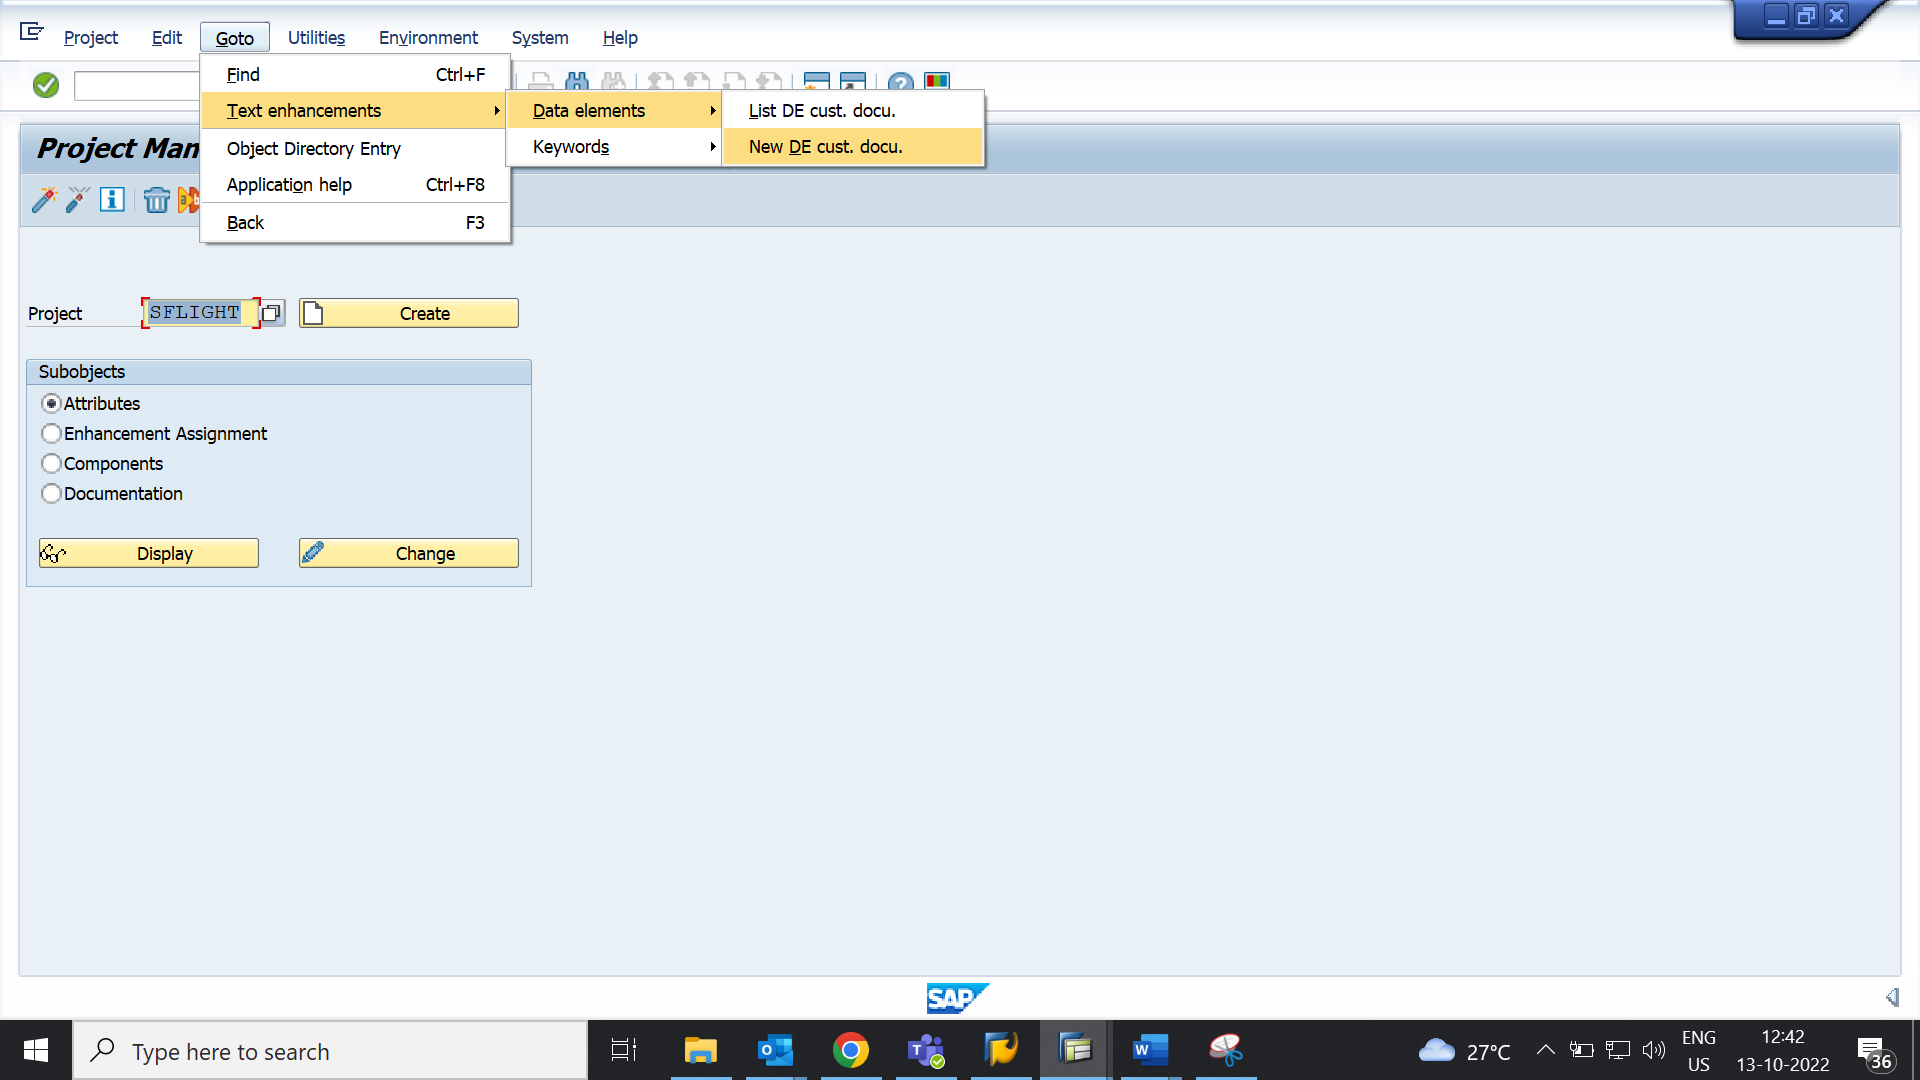 Project Edit Goto Utilities Environment System Help
Find Ctrl+F
Text enhancements Data elements List DE cust. docu.
Object Directory Entry Keywords New DE cust. docu.
Application help Ctrl+F8
Back F3
Project Man
Project SFLIGHT Create
Subobjects
Attributes
Enhancement Assignment
Components
Documentation
Display Change
SAP
Type here to search
27°C
ENG
US
12:42
13-10-2022
36